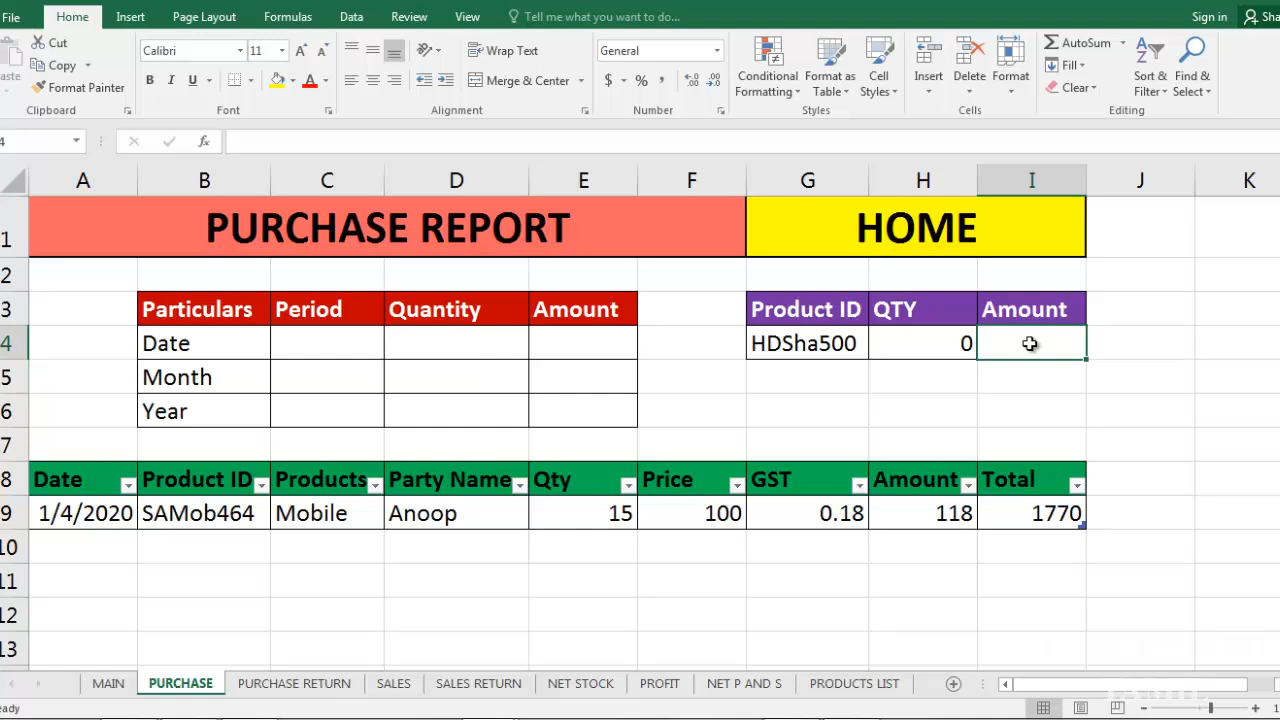 File Home Insert Page Layout Formulas Data Review View Tell me what you want to do... Sign in
Cut
Copy
Format Painter
Clipboard
Calibri 11
B I U
Font
Wrap Text
Merge & Center
Alignment
General
$ % ,
Number
Conditional Formatting
Format as Table
Cell Styles
Styles
Insert Delete Format
Cells
AutoSum
Fill
Clear
Sort & Filter
Find & Select
Editing
fx
A B C D E F G H I J K
1 PURCHASE REPORT HOME
2
3 Particulars Period Quantity Amount Product ID QTY Amount
4 Date HDSha500 0
5 Month
6 Year
7
8 Date Product ID Products Party Name Qty Price GST Amount Total
9 1/4/2020 SAMob464 Mobile Anoop 15 100 0.18 118 1770
10
11
12
13
MAIN PURCHASE PURCHASE RETURN SALES SALES RETURN NET STOCK PROFIT NET P AND S PRODUCTS LIST